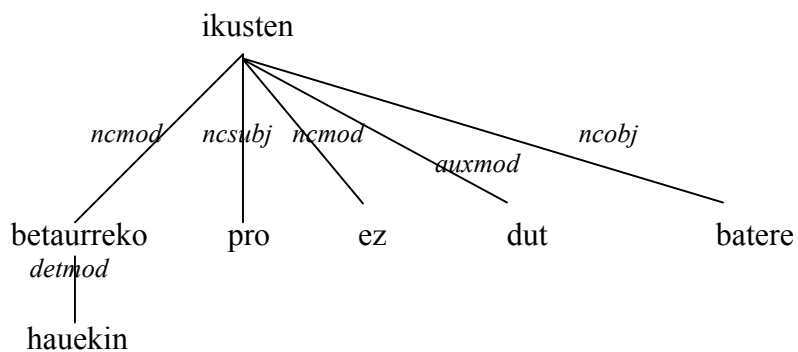 ikusten
ncmod ncsubj ncmod ncobj
auxmod
betaurreko pro ez dut batere
detmod
hauekin